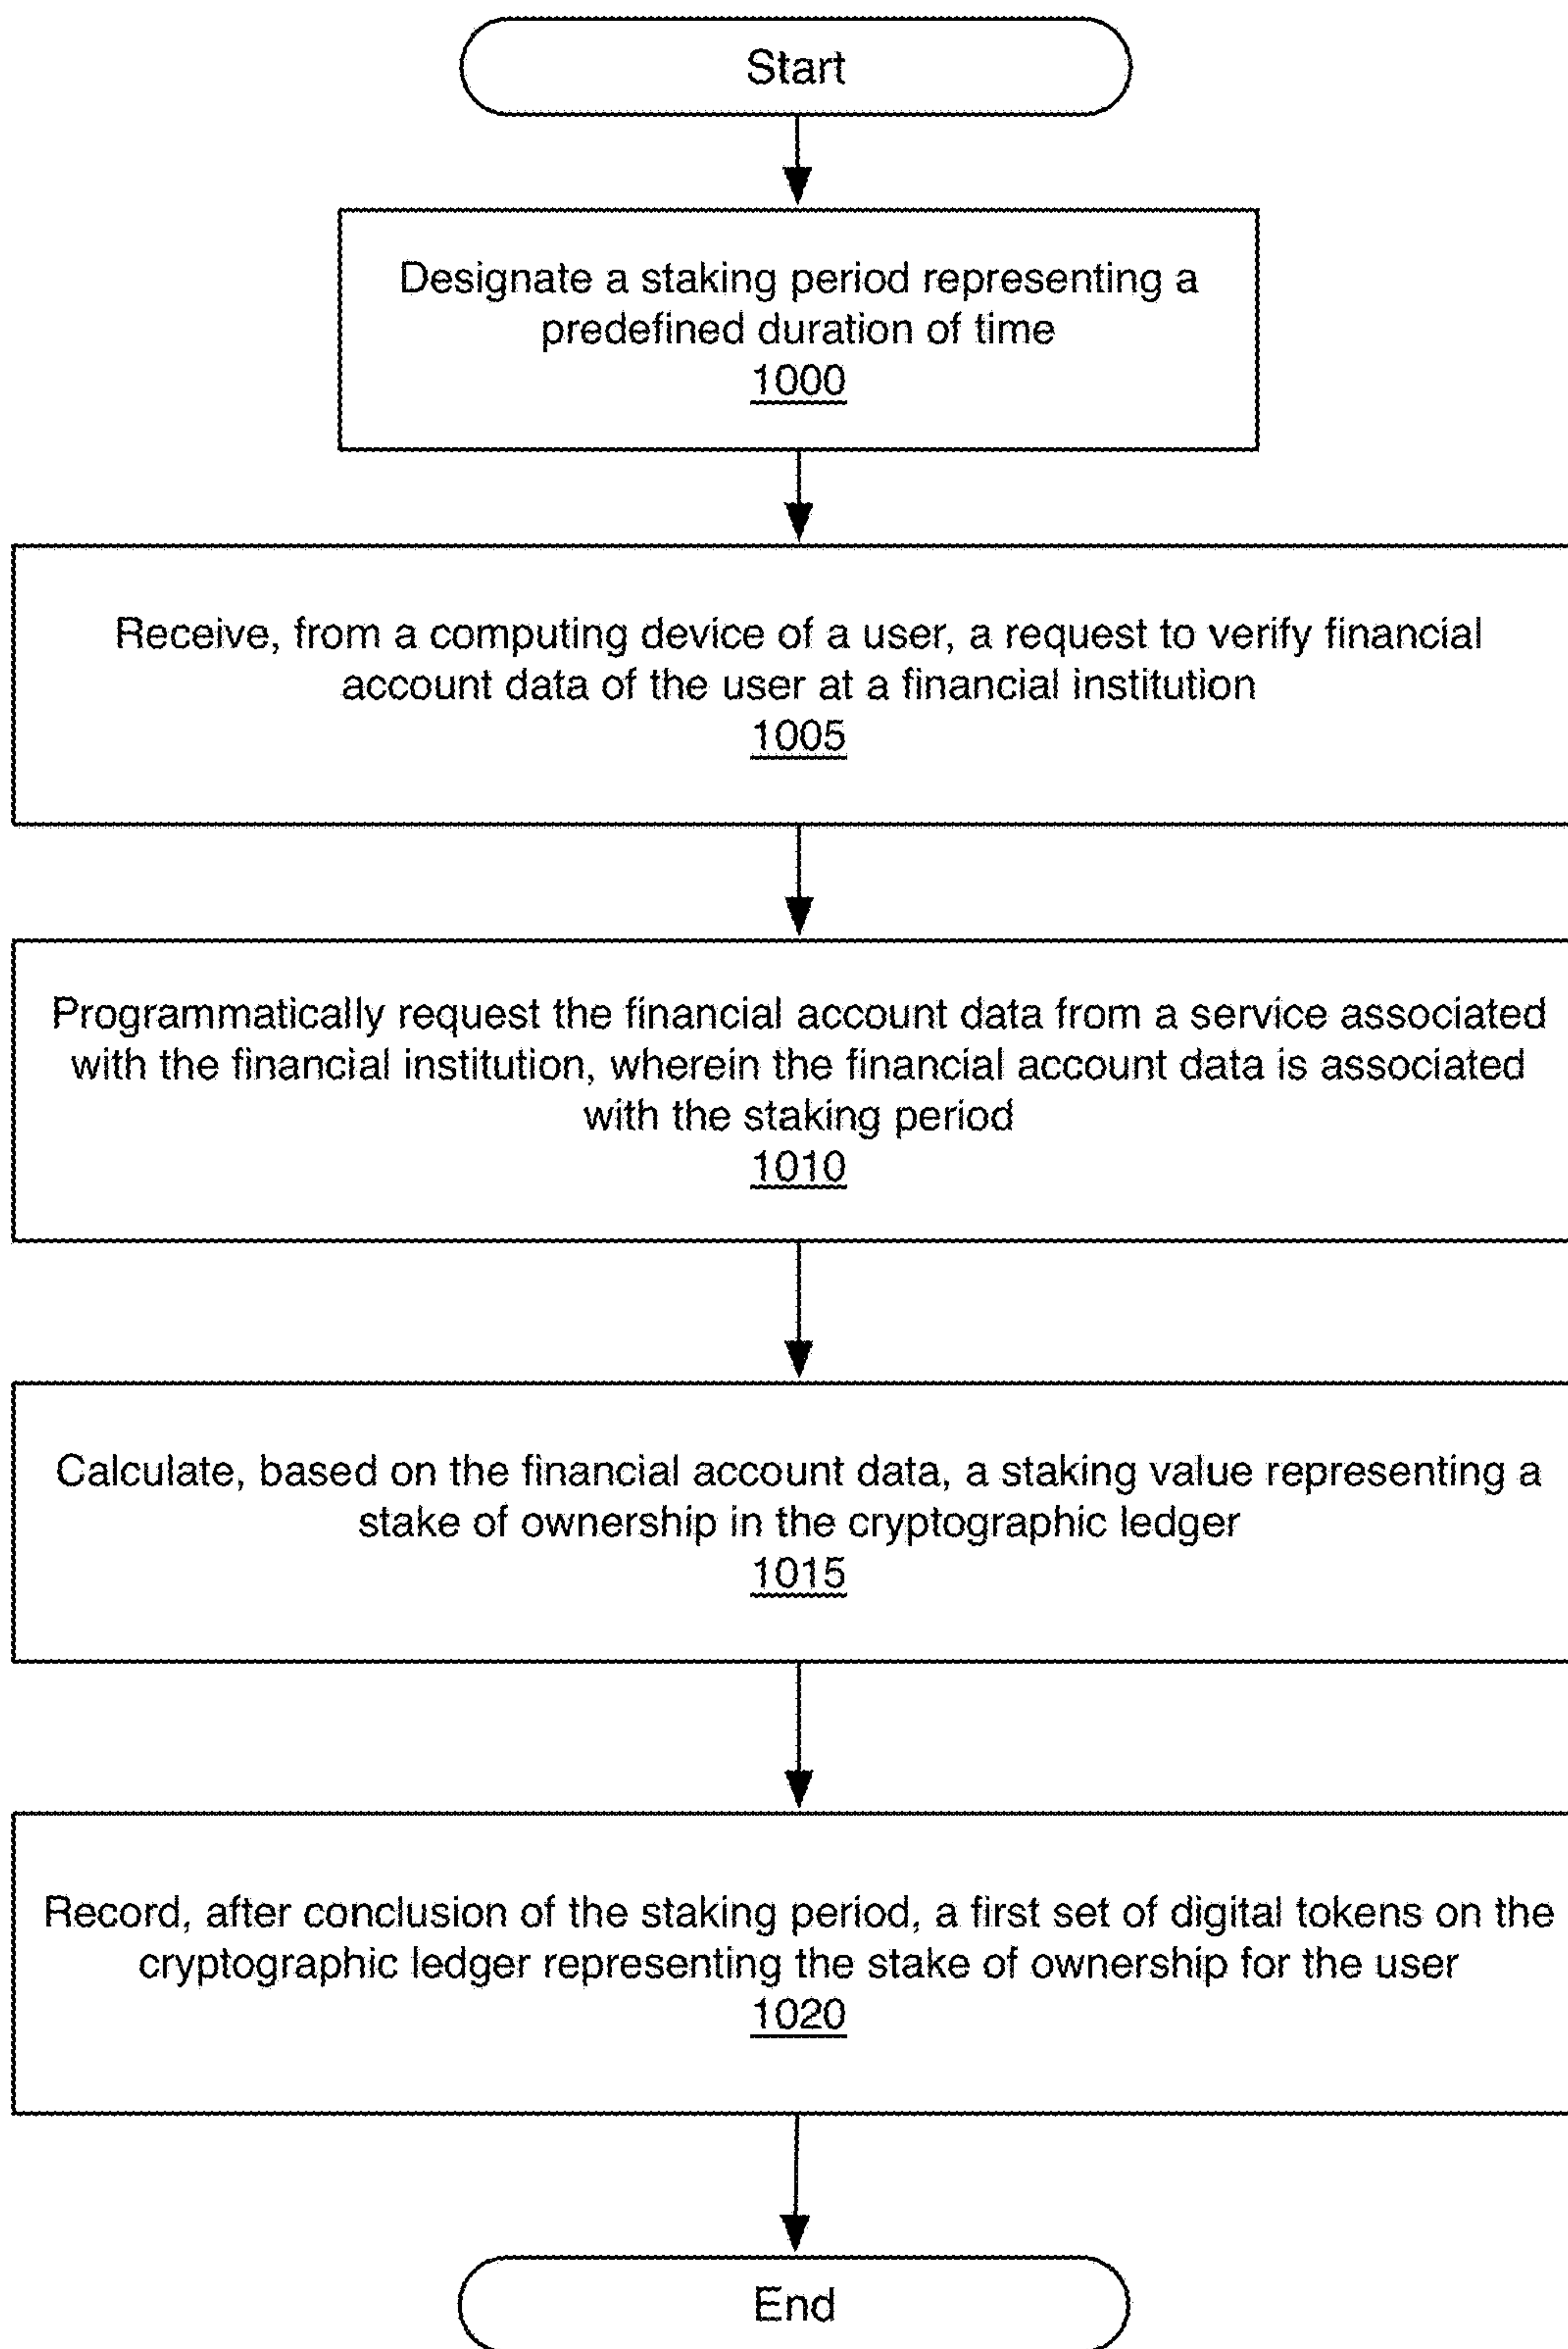 Start
Designate a staking period representing a
predefined duration of time
1000
Receive, from a computing device of a user, a request to verify financial
account data of the user at a financial institution
1005
Programmatically request the financial account data from a service associated
with the financial institution, wherein the financial account data is associated
with the staking period
1010
Calculate, based on the financial account data, a staking value representing a
stake of ownership in the cryptographic ledger
1015
Record, after conclusion of the staking period, a first set of digital tokens on the
cryptographic ledger representing the stake of ownership for the user
1020
End